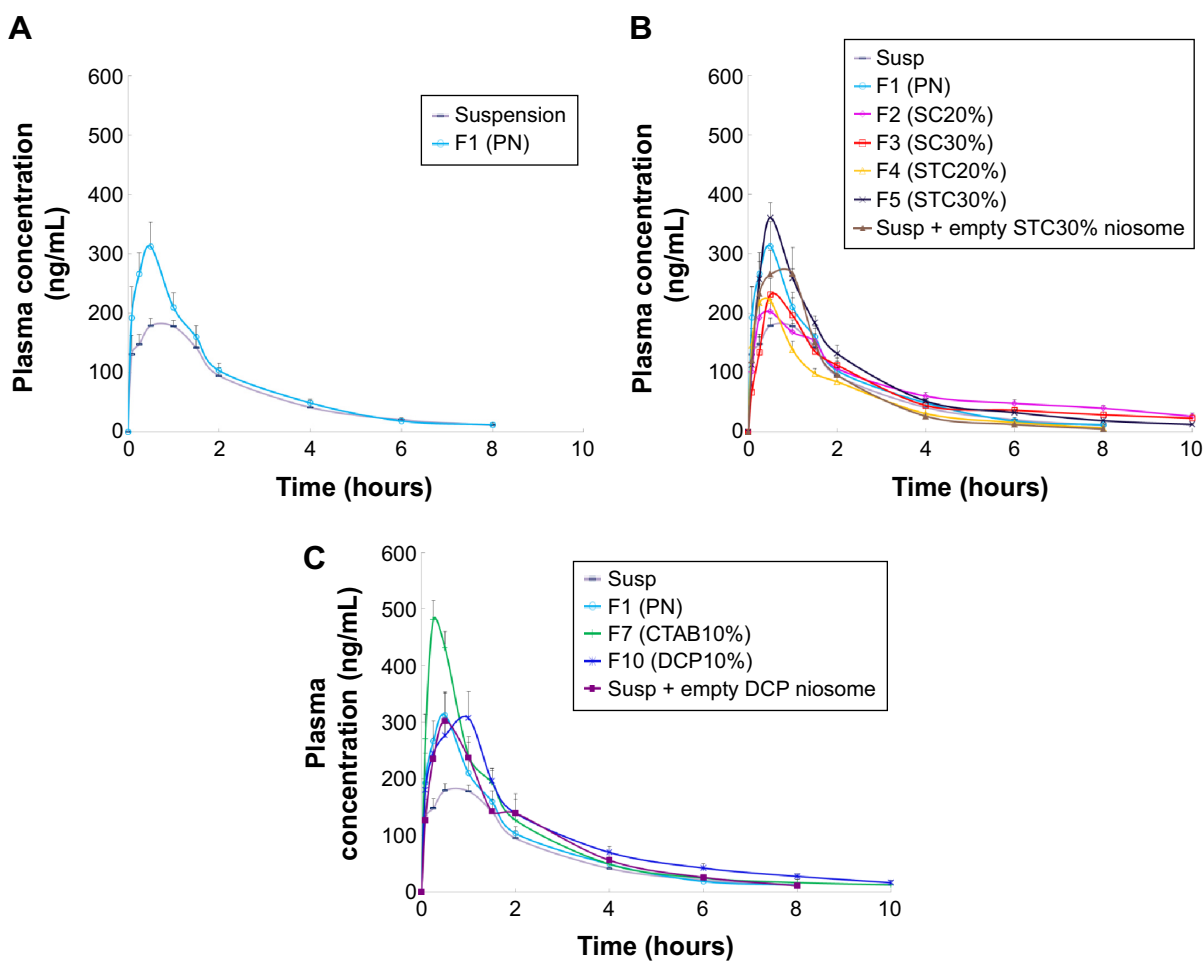 A
Plasma concentration
(ng/mL)
600
500
400
300
200
100
0
0 2 4 6 8 10
Time (hours)
Suspension
F1 (PN)
B
Plasma concentration
(ng/mL)
600
500
400
300
200
100
0
0 2 4 6 8 10
Time (hours)
Susp
F1 (PN)
F2 (SC20%)
F3 (SC30%)
F4 (STC20%)
F5 (STC30%)
Susp + empty STC30% niosome
C
Plasma
concentration (ng/mL)
600
500
400
300
200
100
0
0 2 4 6 8 10
Time (hours)
Susp
F1 (PN)
F7 (CTAB10%)
F10 (DCP10%)
Susp + empty DCP niosome